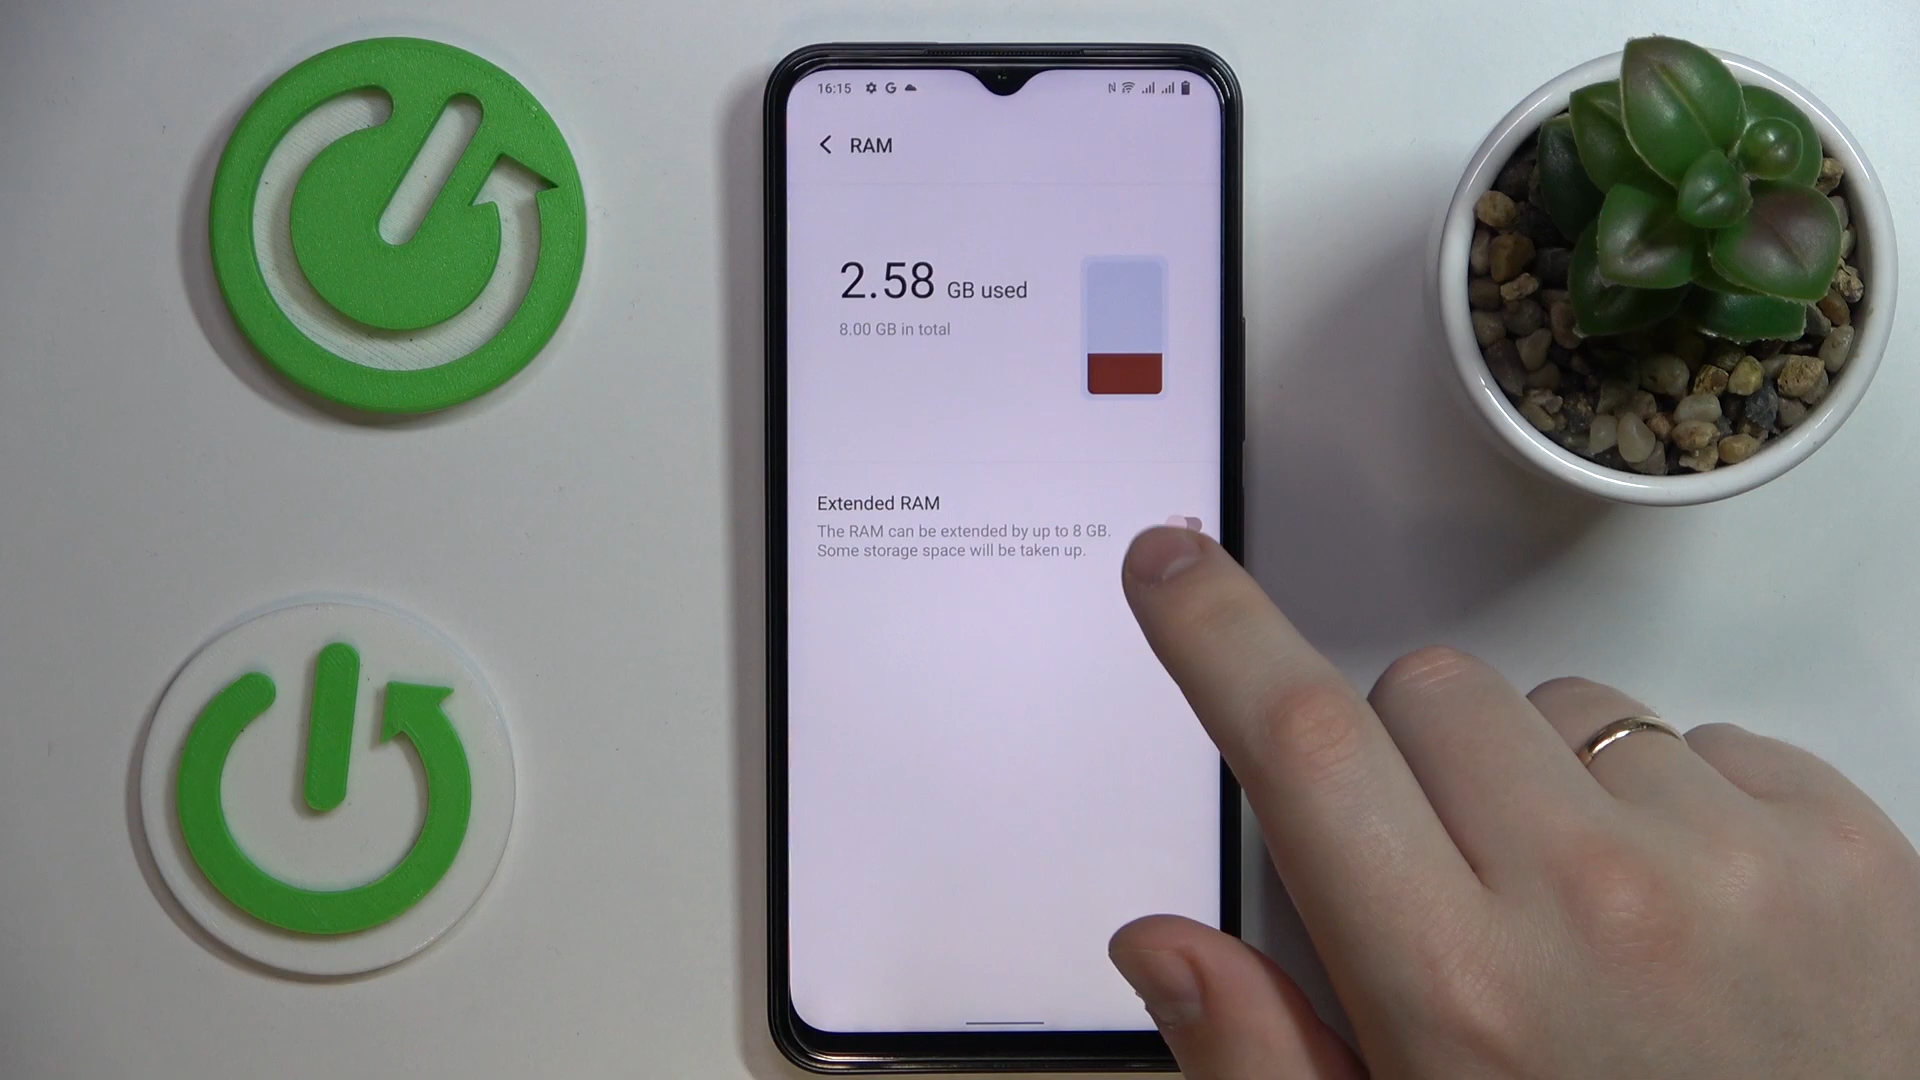 16:15 G
RAM
2.58 GB used
8.00 GB in total
Extended RAM
The RAM can be extended by up to 8 GB.
Some storage space will be taken up.